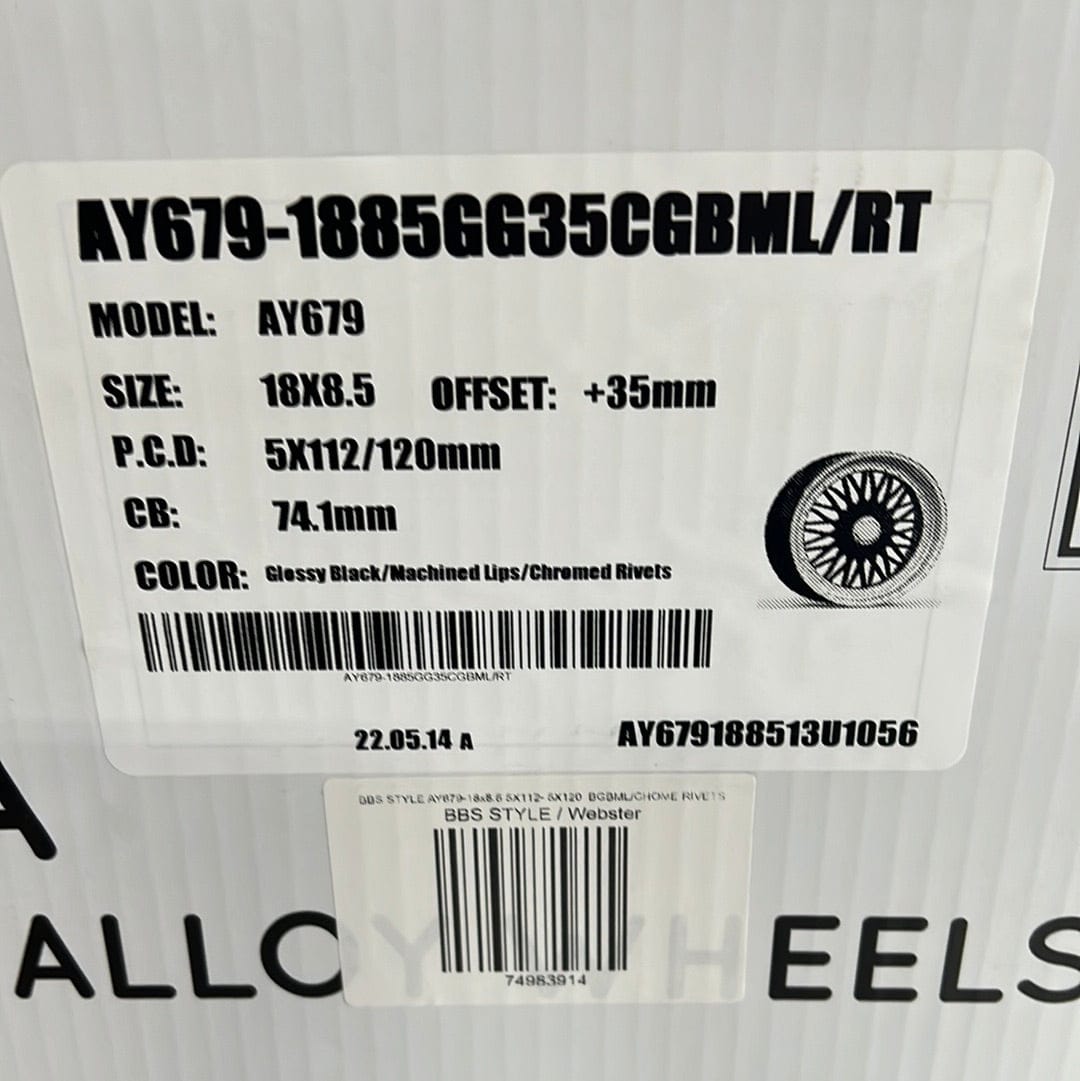 AY679-1885GG35CGBML/RT
MODEL: AY679
SIZE: 18X8.5 OFFSET: +35mm
P.C.D: 5X112/120mm
CB: 74.1mm
COLOR: Glossy Black/Machined Lips/Chromed Rivets
AY679-1885GG35CGBML/RT
22.05.14 A AY679188513U1056
BBS STYLE AY679-18x8.5 5X112- 5X120 BGBML/CHOME RIVETS
BBS STYLE / Webster
74983914
A
ALLOY WHEELS